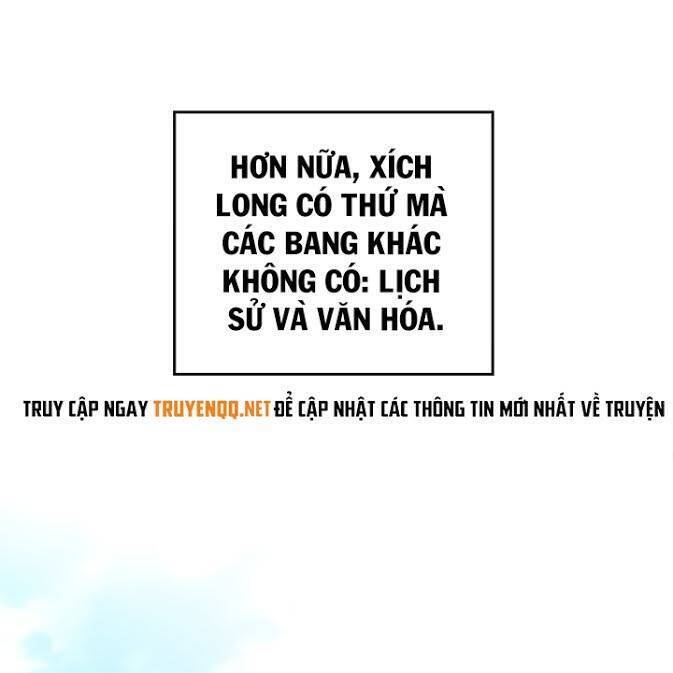 HƠN NỮA, XÍCH
LONG CÓ THỨ MÀ
CÁC BANG KHÁC
KHÔNG CÓ: LỊCH
SỬ VÀ VĂN HÓA.
TRUY CẬP NGAY TRUYENQQ.NET ĐỂ CẬP NHẬT CÁC THÔNG TIN MỚI NHẤT VỀ TRUYỆN